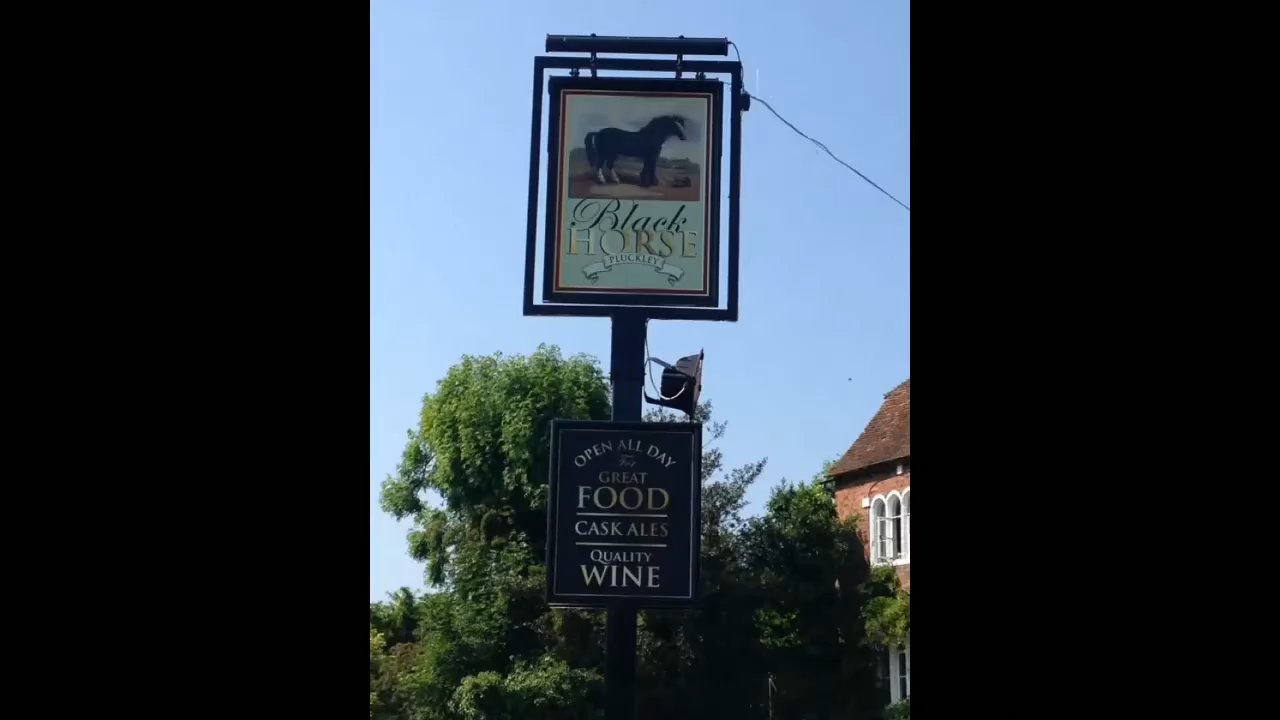 Black
HORSE
PLUCKLEY
OPEN ALL DAY
For
GREAT
FOOD
CASK ALES
QUALITY
WINE